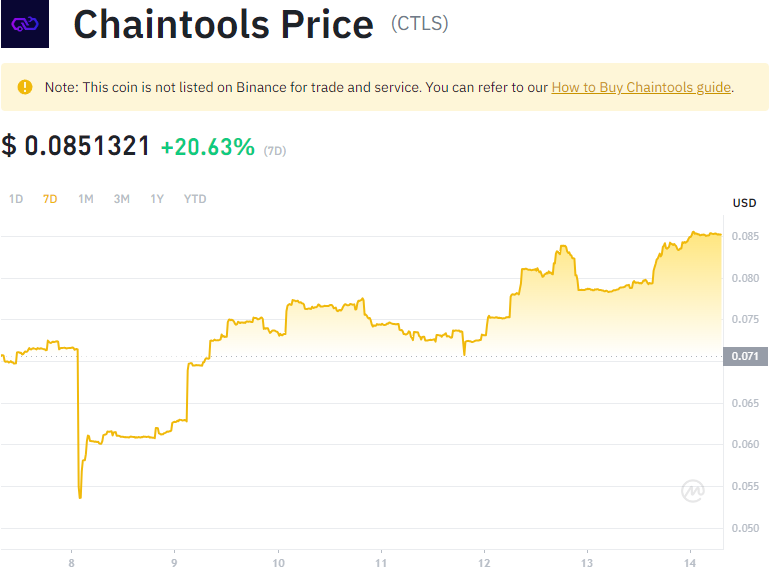 Chaintools Price (CTLS)
Note: This coin is not listed on Binance for trade and service. You can refer to our How to Buy Chaintools guide.
$ 0.0851321 +20.63% (7D)
1D 7D 1M 3M 1Y YTD
USD
0.085
0.080
0.075
0.071
0.065
0.060
0.055
0.050
8 9 10 11 12 13 14